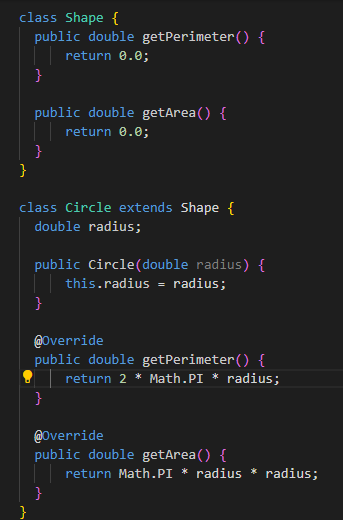 class Shape {
  public double getPerimeter() {
      return 0.0;
  }

  public double getArea() {
      return 0.0;
  }
}

class Circle extends Shape {
  double radius;

  public Circle(double radius) {
      this.radius = radius;
  }

  @Override
  public double getPerimeter() {
      return 2 * Math.PI * radius;
  }

  @Override
  public double getArea() {
      return Math.PI * radius * radius;
  }
}